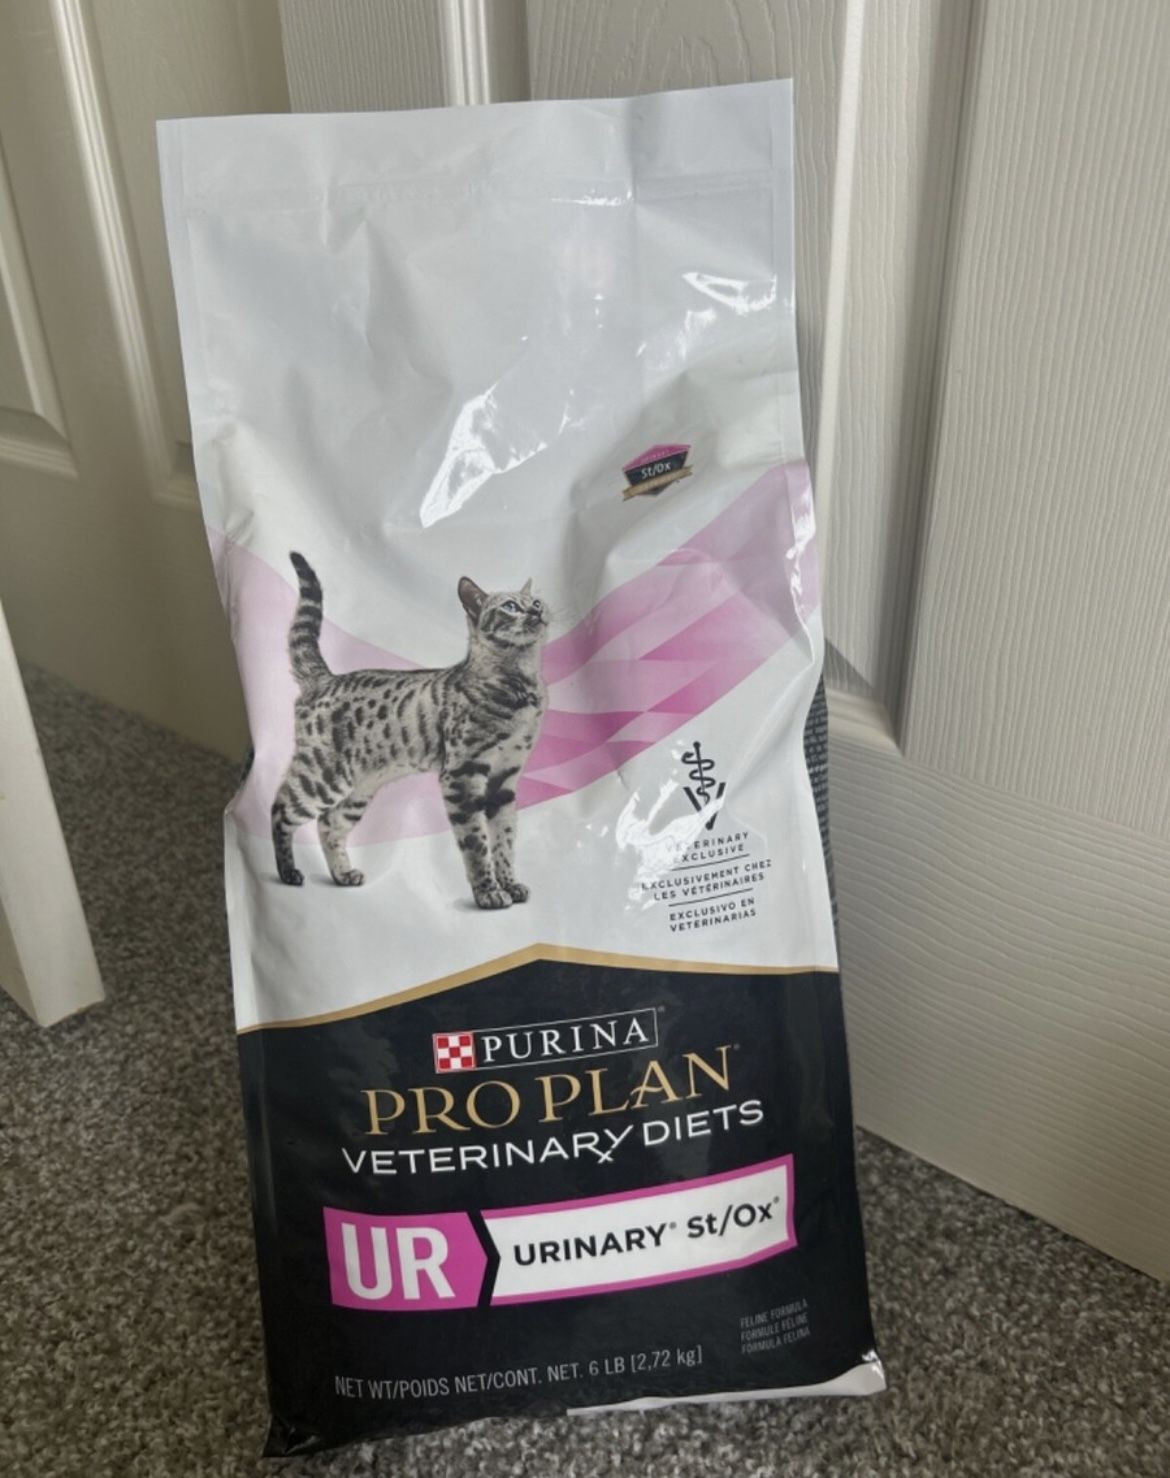 St/Ox
VETERINARY
EXCLUSIVE
EXCLUSIVEMENT CHEZ
LES VÉTÉRINAIRES
EXCLUSIVO EN
VETERINARIAS
PURINA®
PRO PLAN®
VETERINARY DIETS
UR URINARY® St/Ox®
FELINE FORMULA
FORMULE FÉLINE
FÓRMULA FELINA
NET WT/POIDS NET/CONT. NET. 6 LB [2,72 kg]